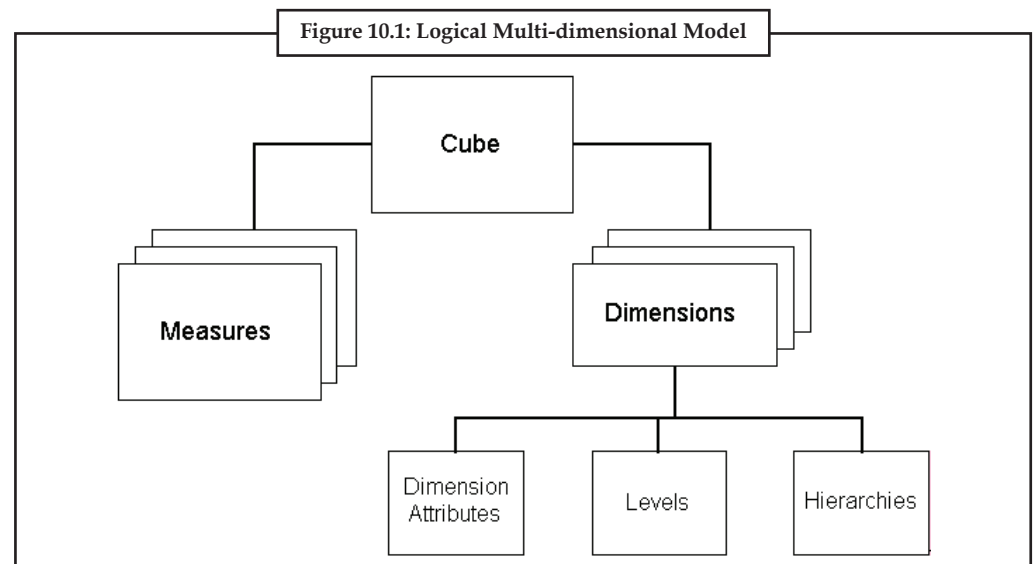 Figure 10.1: Logical Multi-dimensional Model
Cube
Measures
Dimensions
Dimension
Attributes
Levels
Hierarchies